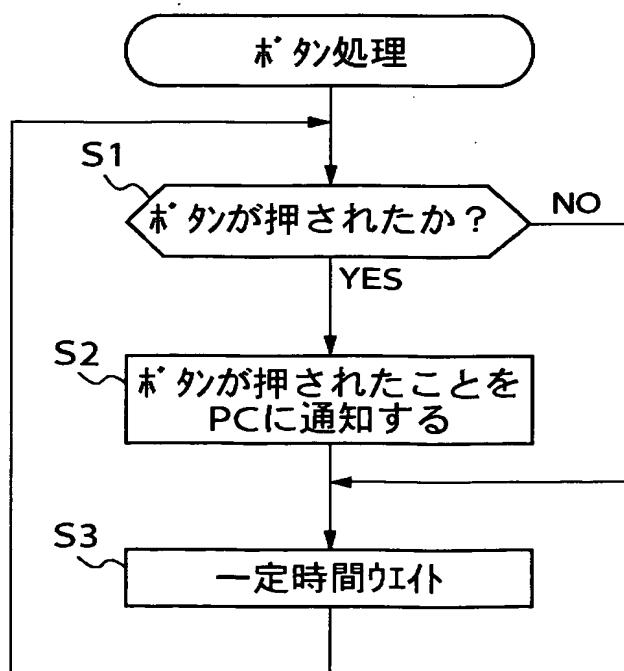 ボタン処理
S1
ボタンが押されたか？
NO
YES
S2
ボタンが押されたことを
PCに通知する
S3
一定時間ウエイト